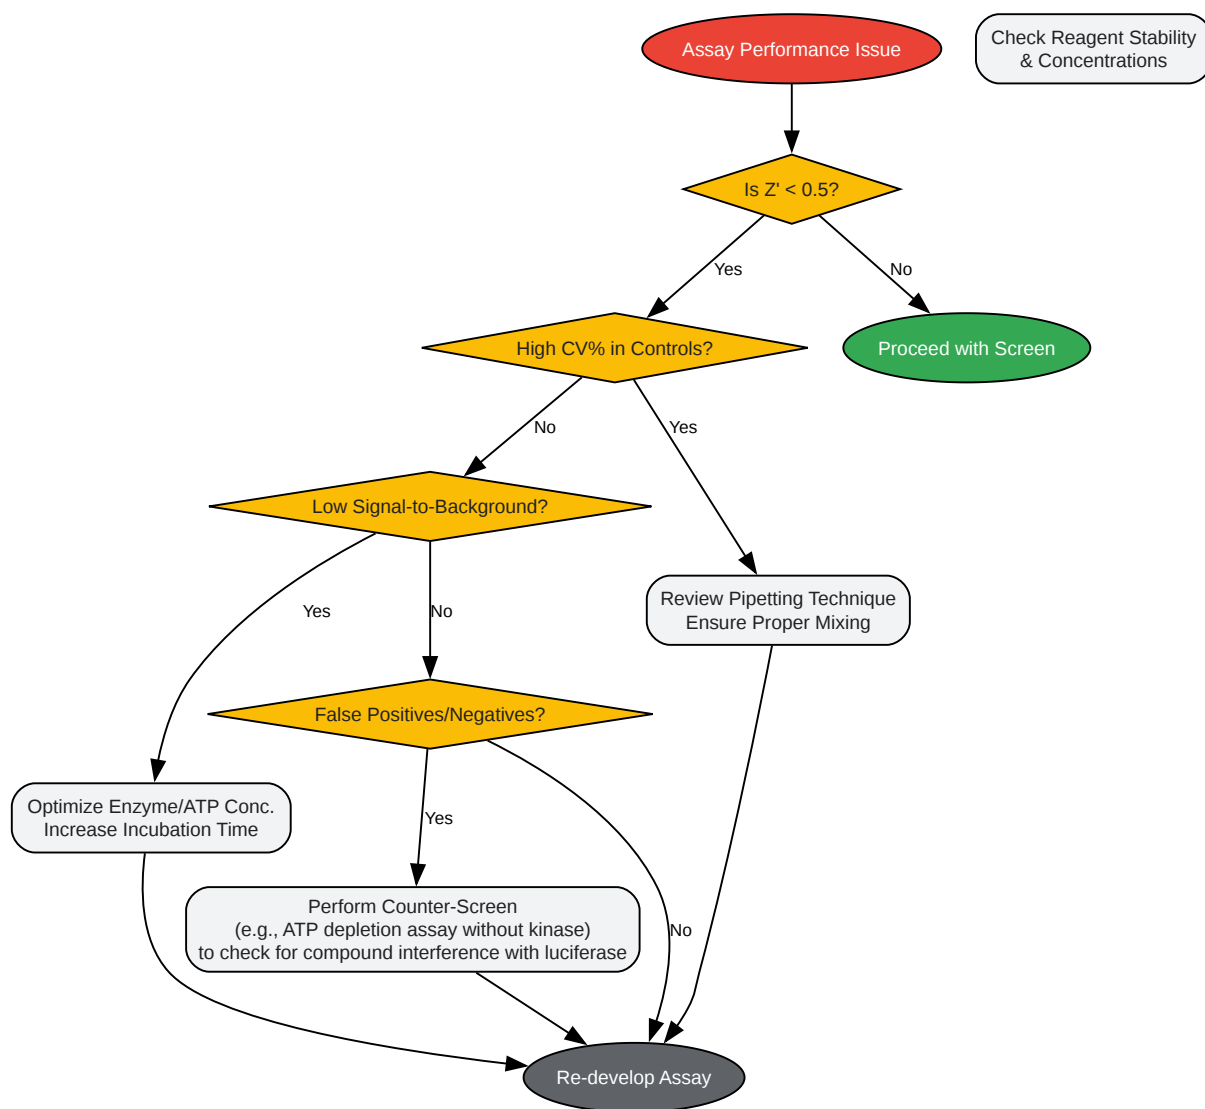 Assay Performance Issue
Check Reagent Stability
& Concentrations
Is Z' < 0.5?
Yes
No
High CV% in Controls?
Proceed with Screen
No
Yes
Low Signal-to-Background?
Review Pipetting Technique
Ensure Proper Mixing
Yes
No
False Positives/Negatives?
Optimize Enzyme/ATP Conc.
Increase Incubation Time
Yes
Perform Counter-Screen
(e.g., ATP depletion assay without kinase)
to check for compound interference with luciferase
No
Re-develop Assay